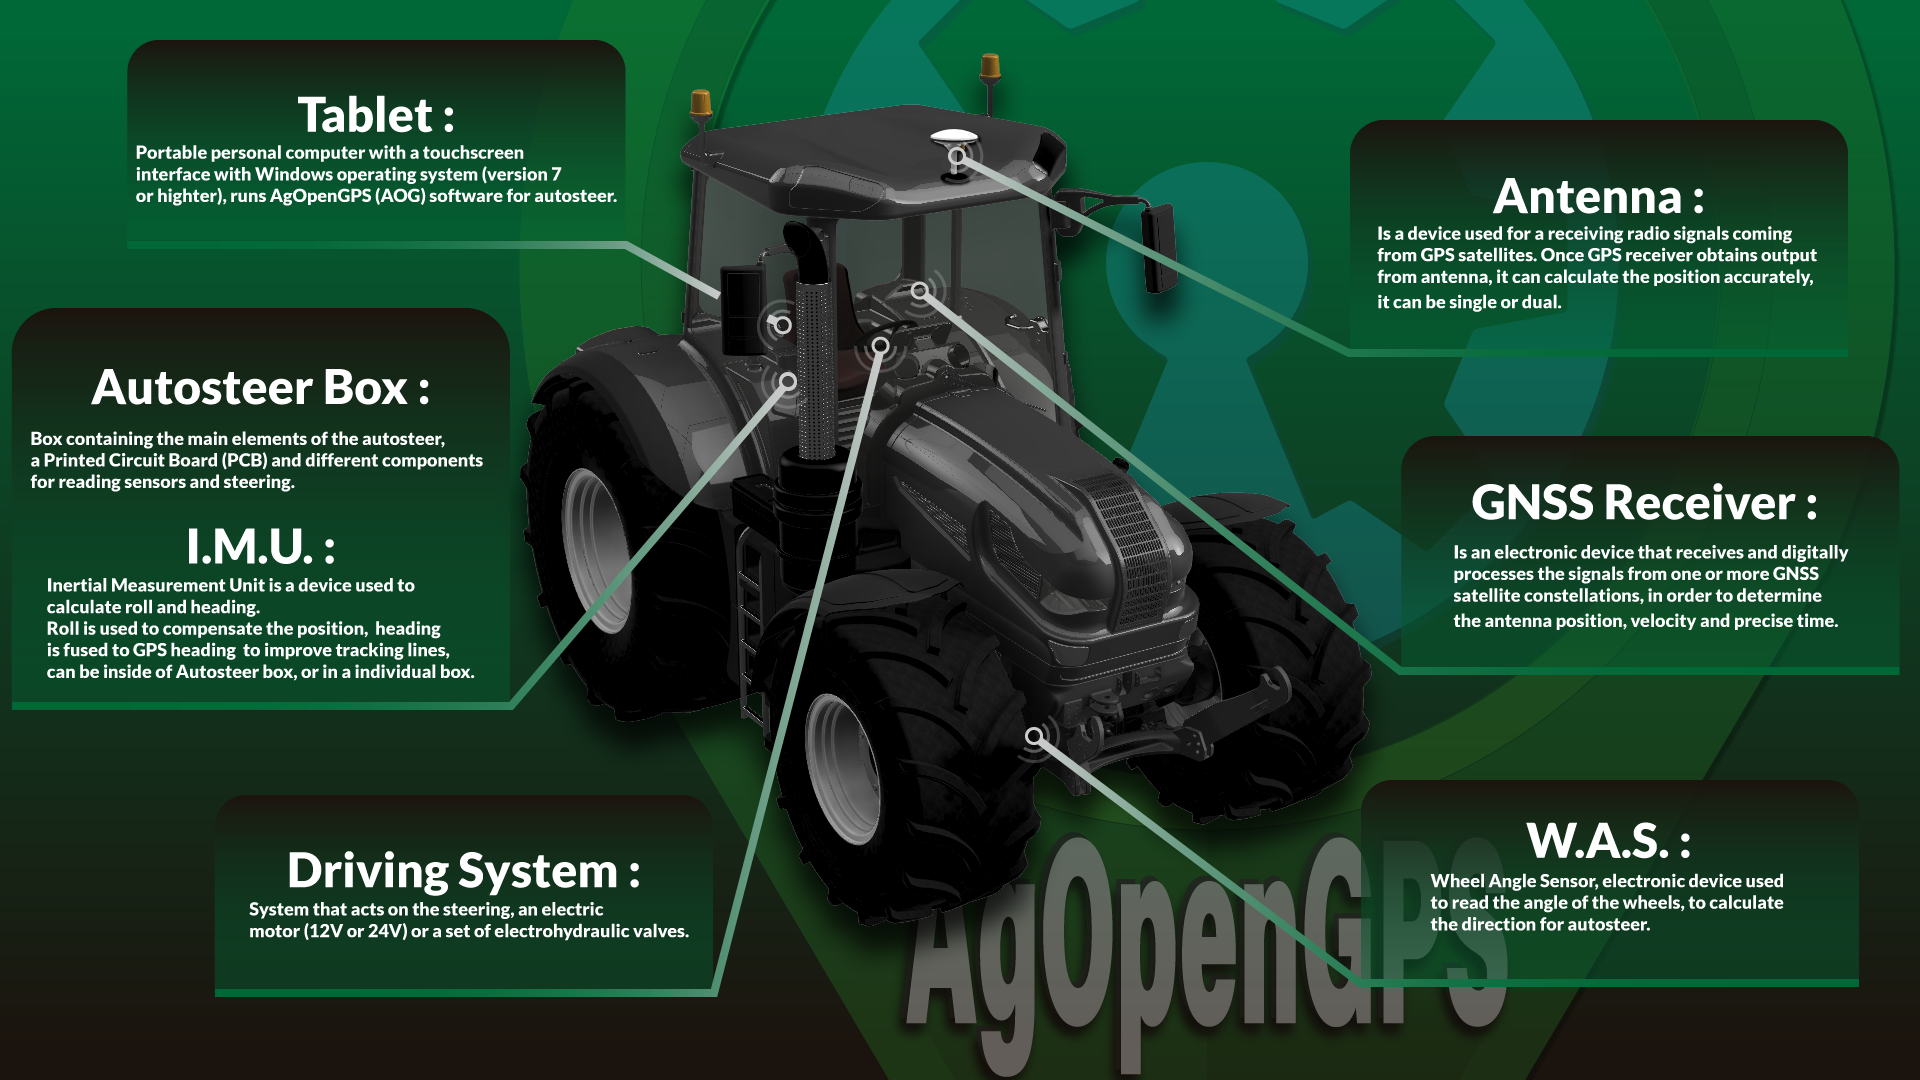 Tablet :
Portable personal computer with a touchscreen
interface with Windows operating system (version 7
or highter), runs AgOpenGPS (AOG) software for autosteer.
Antenna :
Is a device used for a receiving radio signals coming
from GPS satellites. Once GPS receiver obtains output
from antenna, it can calculate the position accurately,
it can be single or dual.
Autosteer Box :
Box containing the main elements of the autosteer,
a Printed Circuit Board (PCB) and different components
for reading sensors and steering.
I.M.U. :
Inertial Measurement Unit is a device used to
calculate roll and heading.
Roll is used to compensate the position,  heading
is fused to GPS heading  to improve tracking lines,
can be inside of Autosteer box, or in a individual box.
GNSS Receiver :
Is an electronic device that receives and digitally
processes the signals from one or more GNSS
satellite constellations, in order to determine
the antenna position, velocity and precise time.
Driving System :
System that acts on the steering, an electric
motor (12V or 24V) or a set of electrohydraulic valves.
W.A.S. :
Wheel Angle Sensor, electronic device used
to read the angle of the wheels, to calculate
the direction for autosteer.
AgOpenGPS